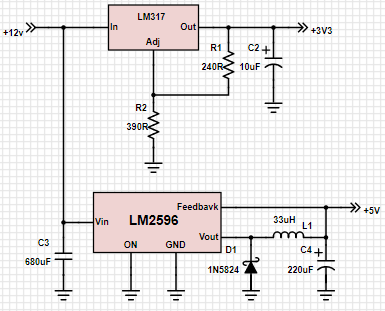 LM317
+12v
In
Out
+3V3
Adj
R1
240R
C2
10uF
R2
390R
Feedbavk
+5V
Vin
LM2596
33uH
L1
Vout
C3
680uF
ON
GND
D1
1N5824
C4
220uF